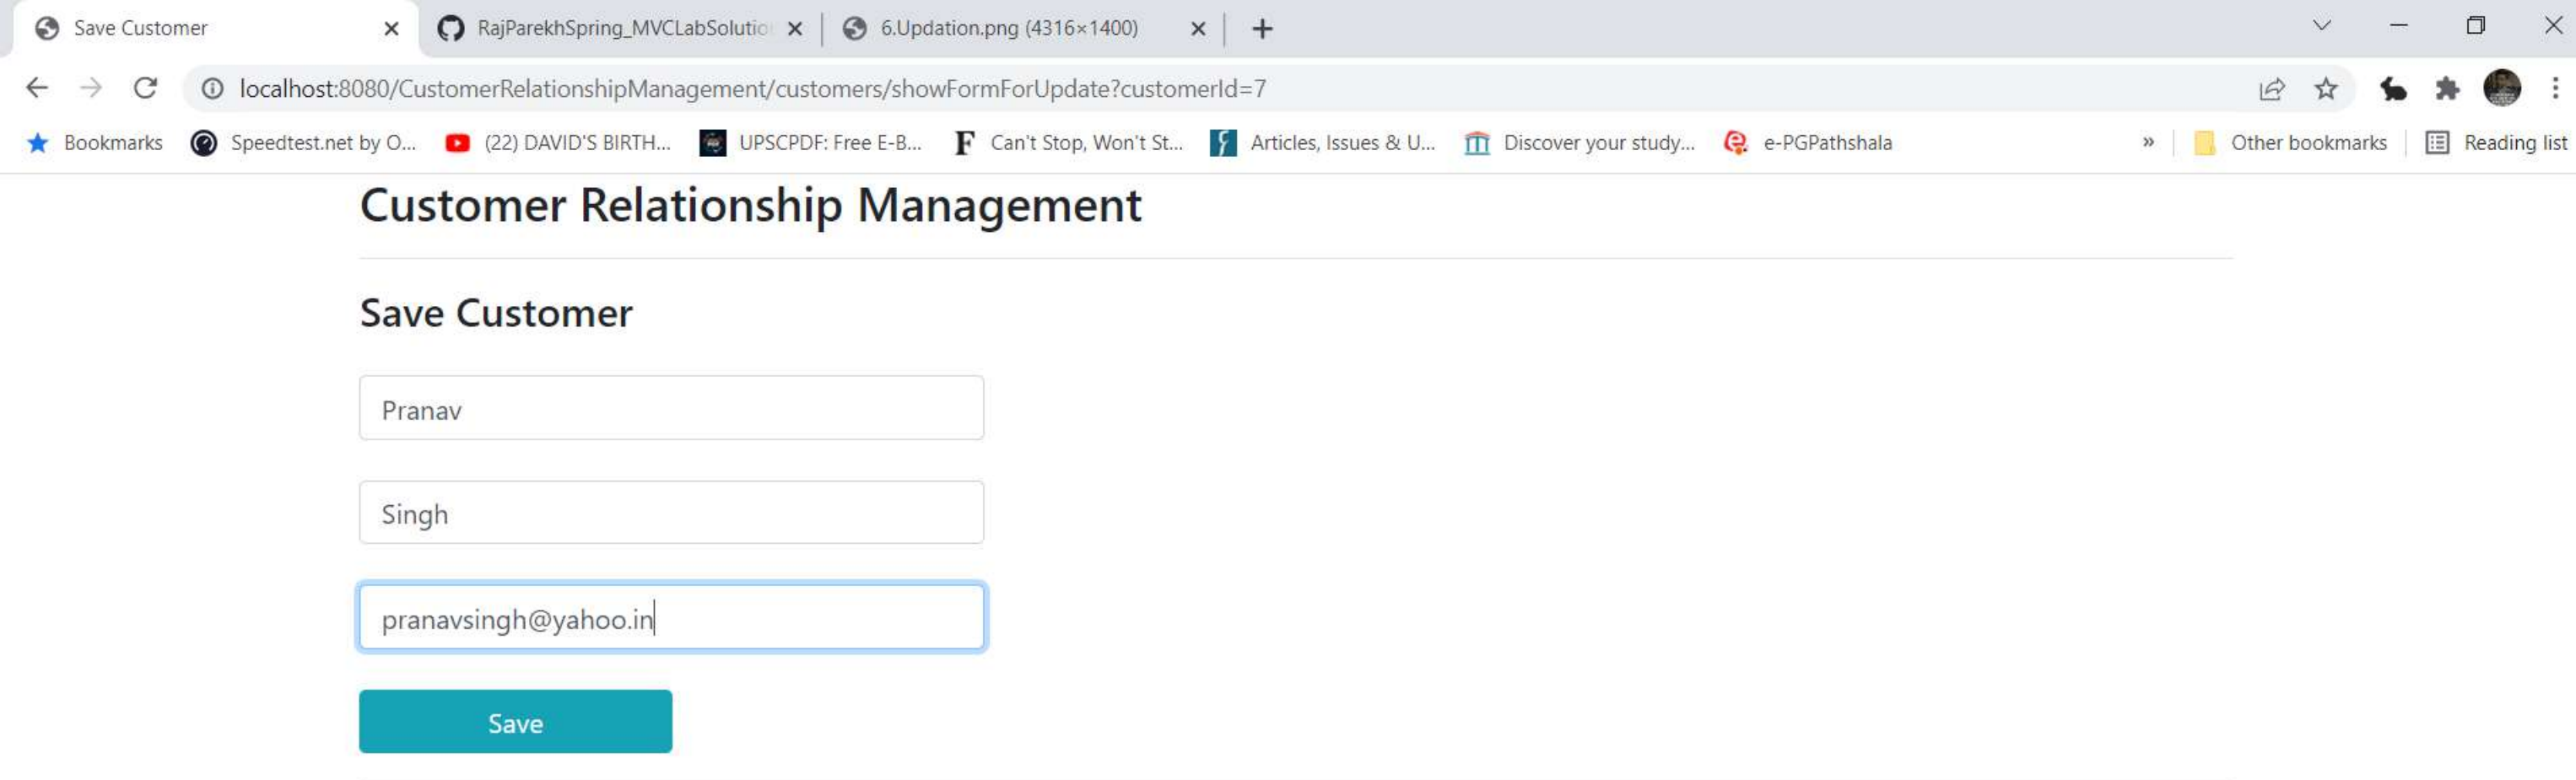 Save Customer
RajParekhSpring_MVCLabSolutio
6.Updation.png (4316×1400)
localhost:8080/CustomerRelationshipManagement/customers/showFormForUpdate?customerId=7
Bookmarks
Speedtest.net by O...
(22) DAVID'S BIRTH...
UPSCPDF: Free E-B...
F Can't Stop, Won't St...
Articles, Issues & U...
Discover your study...
e-PGPathshala
»
Other bookmarks
Reading list
Customer Relationship Management
Save Customer
Pranav
Singh
pranavsingh@yahoo.in
Save